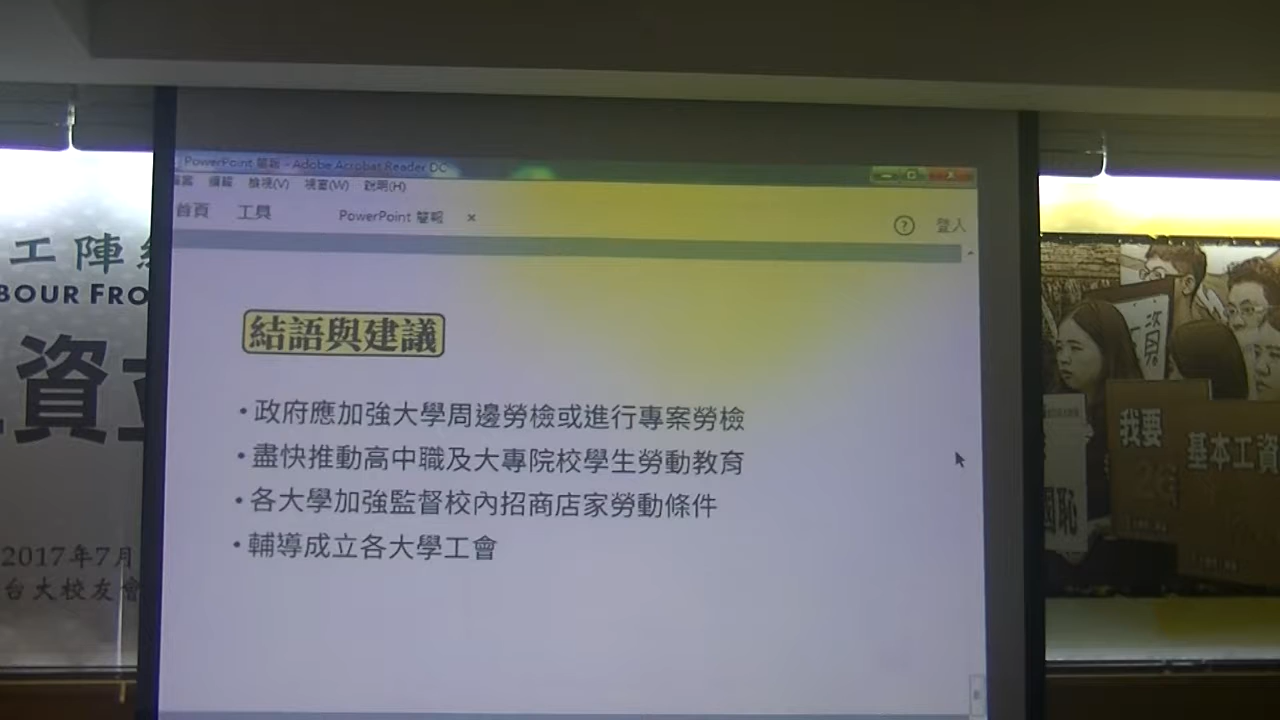 PowerPoint 簡報 - Adobe Acrobat Reader DC
檔案 編輯 檢視(V) 視窗(W) 說明(H)
首頁 工具 PowerPoint 簡報 × ? 登入
結語與建議
• 政府應加強大學周邊勞檢或進行專案勞檢
• 盡快推動高中職及大專院校學生勞動教育
• 各大學加強監督校內招商店家勞動條件
• 輔導成立各大學工會
工陣
BOUR FRO
資
2017年7月
台大校友會
資
我要
基本工資
國恥